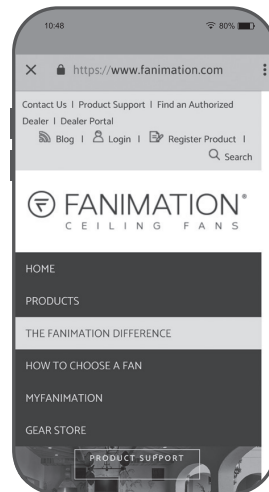 10:48 80%
https://www.fanimation.com
Contact Us | Product Support | Find an Authorized
Dealer | Dealer Portal
Blog | Login | Register Product |
Search
FANIMATION®
CEILING FANS
HOME
PRODUCTS
THE FANIMATION DIFFERENCE
HOW TO CHOOSE A FAN
MYFANIMATION
GEAR STORE
PRODUCT SUPPORT